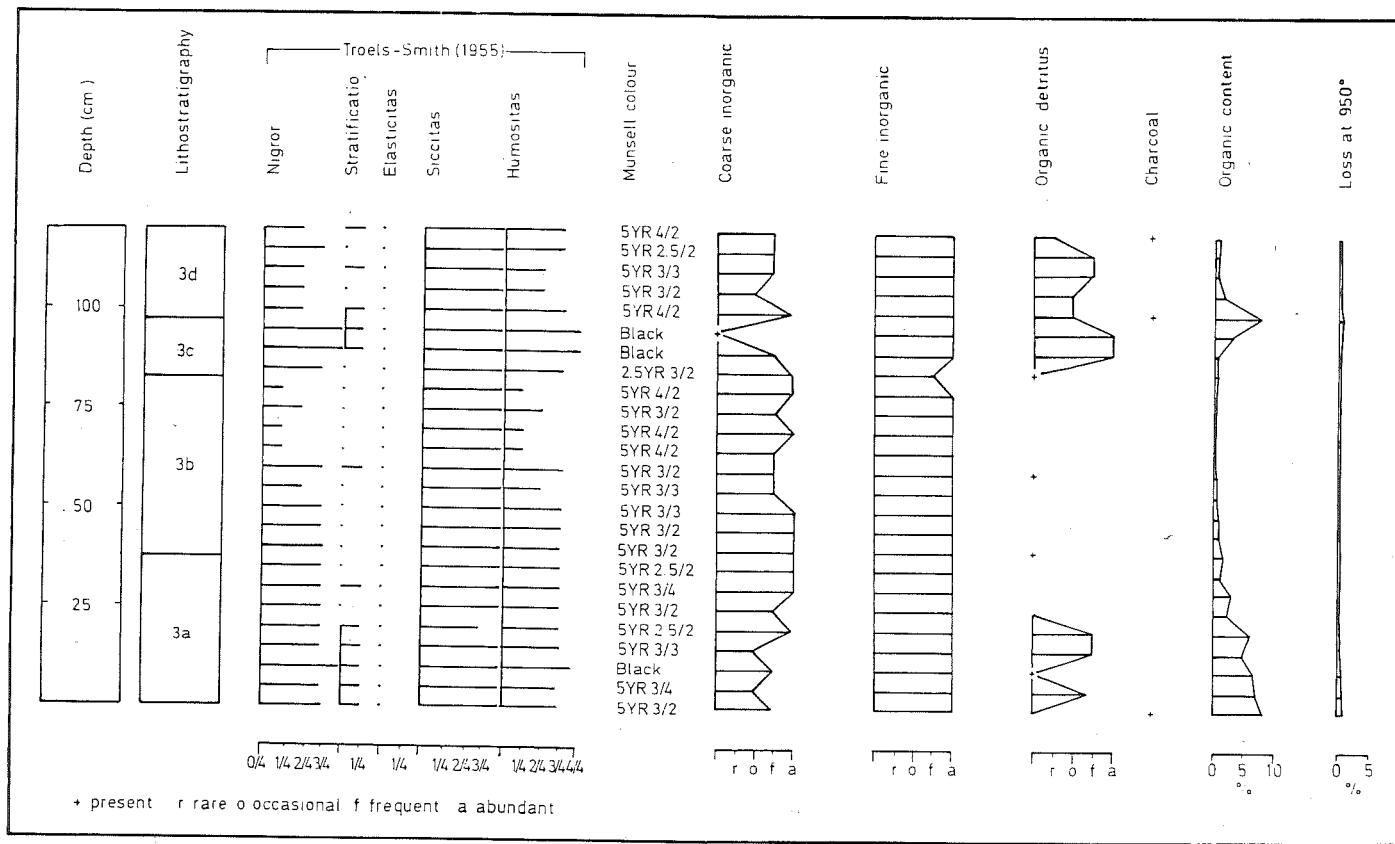 Troels-Smith (1955)
Depth (cm)
Lithostratigraphy
Nigror
Stratificatio
Elasticitas
Siccitas
Humositas
Munsell colour
Coarse inorganic
Fine inorganic
Organic detritus
Charcoal
Organic content
Loss at 950°
100
75
50
25
3d
3c
3b
3a
5YR 4/2
5YR 2.5/2
5YR 3/3
5YR 3/2
5YR 4/2
Black
Black
2.5YR 3/2
5YR 4/2
5YR 3/2
5YR 4/2
5YR 4/2
5YR 3/2
5YR 3/3
5YR 3/3
5YR 3/2
5YR 3/2
5YR 2.5/2
5YR 3/4
5YR 3/2
5YR 2 5/2
5YR 3/3
Black
5YR 3/4
5YR 3/2
0/4 1/4 2/4 3/4 1/4 1/4 1/4 2/4 3/4 1/4 2/4 3/4 4/4
r o f a
r o f a
r o f a
0 5 10
%
0 5
%
+ present r rare o occasional f frequent a abundant